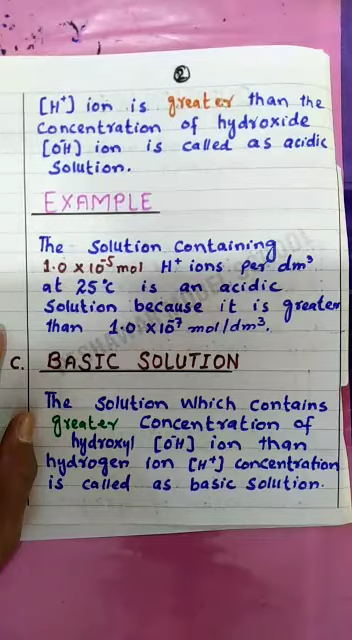 2
[H⁺] ion is greater than the
concentration of hydroxide
[ŌH] ion is called as acidic
Solution.
EXAMPLE
The Solution containing
1.0 × 10⁻⁵ mol H⁺ ions per dm³
at 25°c is an acidic
Solution because it is greater
than 1.0 × 10⁻⁷ mol/dm³.
C. BASIC SOLUTION
The Solution which contains
greater Concentration of
hydroxyl [ŌH] ion than
hydrogen ion [H⁺] concentration
is called as basic solution.